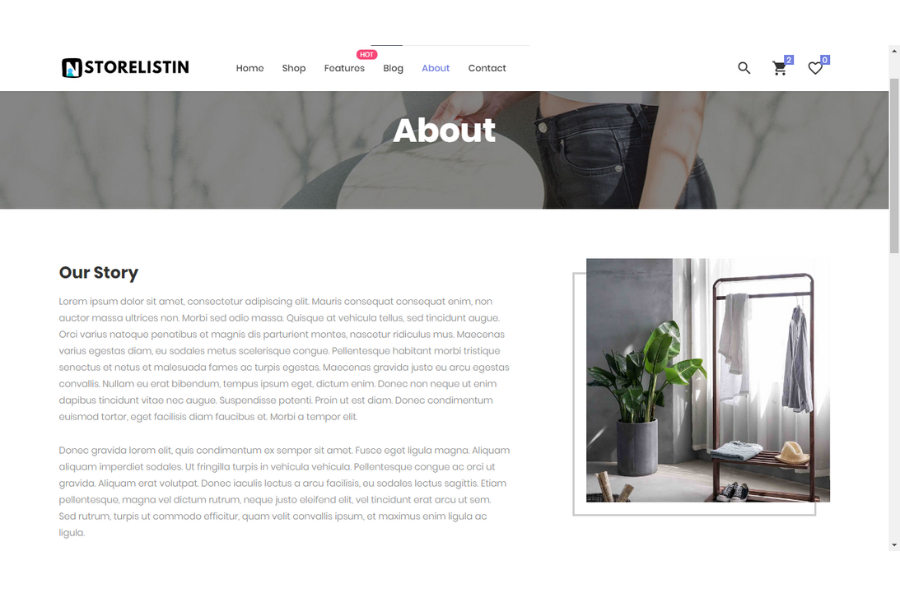 NSTORELISTIN
Home
Shop
Features
HOT
Blog
About
Contact
2
0
About
Our Story
Lorem ipsum dolor sit amet, consectetur adipiscing elit. Mauris consequat consequat enim, non
auctor massa ultrices non. Morbi sed odio massa. Quisque at vehicula tellus, sed tincidunt augue.
Orci varius natoque penatibus et magnis dis parturient montes, nascetur ridiculus mus. Maecenas
varius egestas diam, eu sodales metus scelerisque congue. Pellentesque habitant morbi tristique
senectus et netus et malesuada fames ac turpis egestas. Maecenas gravida justo eu arcu egestas
convallis. Nullam eu erat bibendum, tempus ipsum eget, dictum enim. Donec non neque ut enim
dapibus tincidunt vitae nec augue. Suspendisse potenti. Proin ut est diam. Donec condimentum
euismod tortor, eget facilisis diam faucibus et. Morbi a tempor elit.
Donec gravida lorem elit, quis condimentum ex semper sit amet. Fusce eget ligula magna. Aliquam
aliquam imperdiet sodales. Ut fringilla turpis in vehicula vehicula. Pellentesque congue ac orci ut
gravida. Aliquam erat volutpat. Donec iaculis lectus a arcu facilisis, eu sodales lectus sagittis. Etiam
pellentesque, magna vel dictum rutrum, neque justo eleifend elit, vel tincidunt erat arcu ut sem.
Sed rutrum, turpis ut commodo efficitur, quam velit convallis ipsum, et maximus enim ligula ac
ligula.